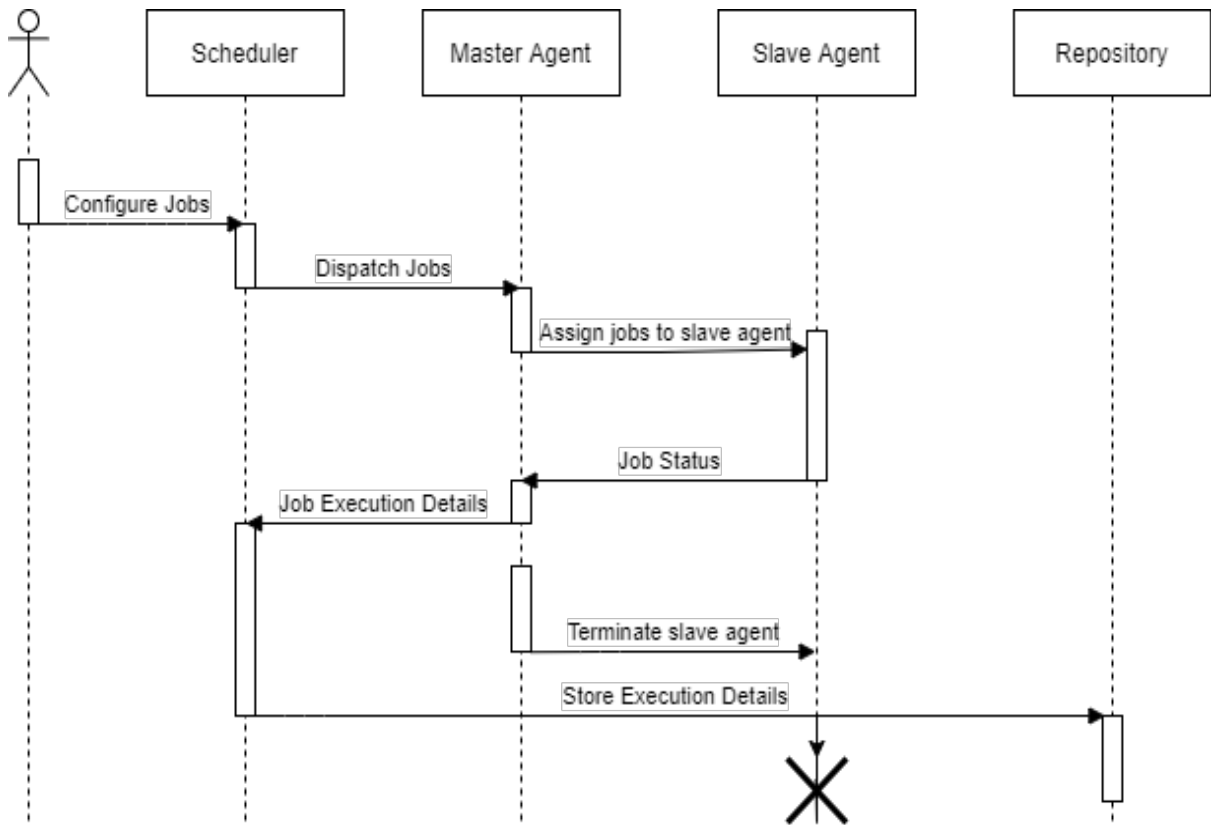 Scheduler
Master Agent
Slave Agent
Repository
Configure Jobs
Dispatch Jobs
Assign jobs to slave agent
Job Status
Job Execution Details
Terminate slave agent
Store Execution Details